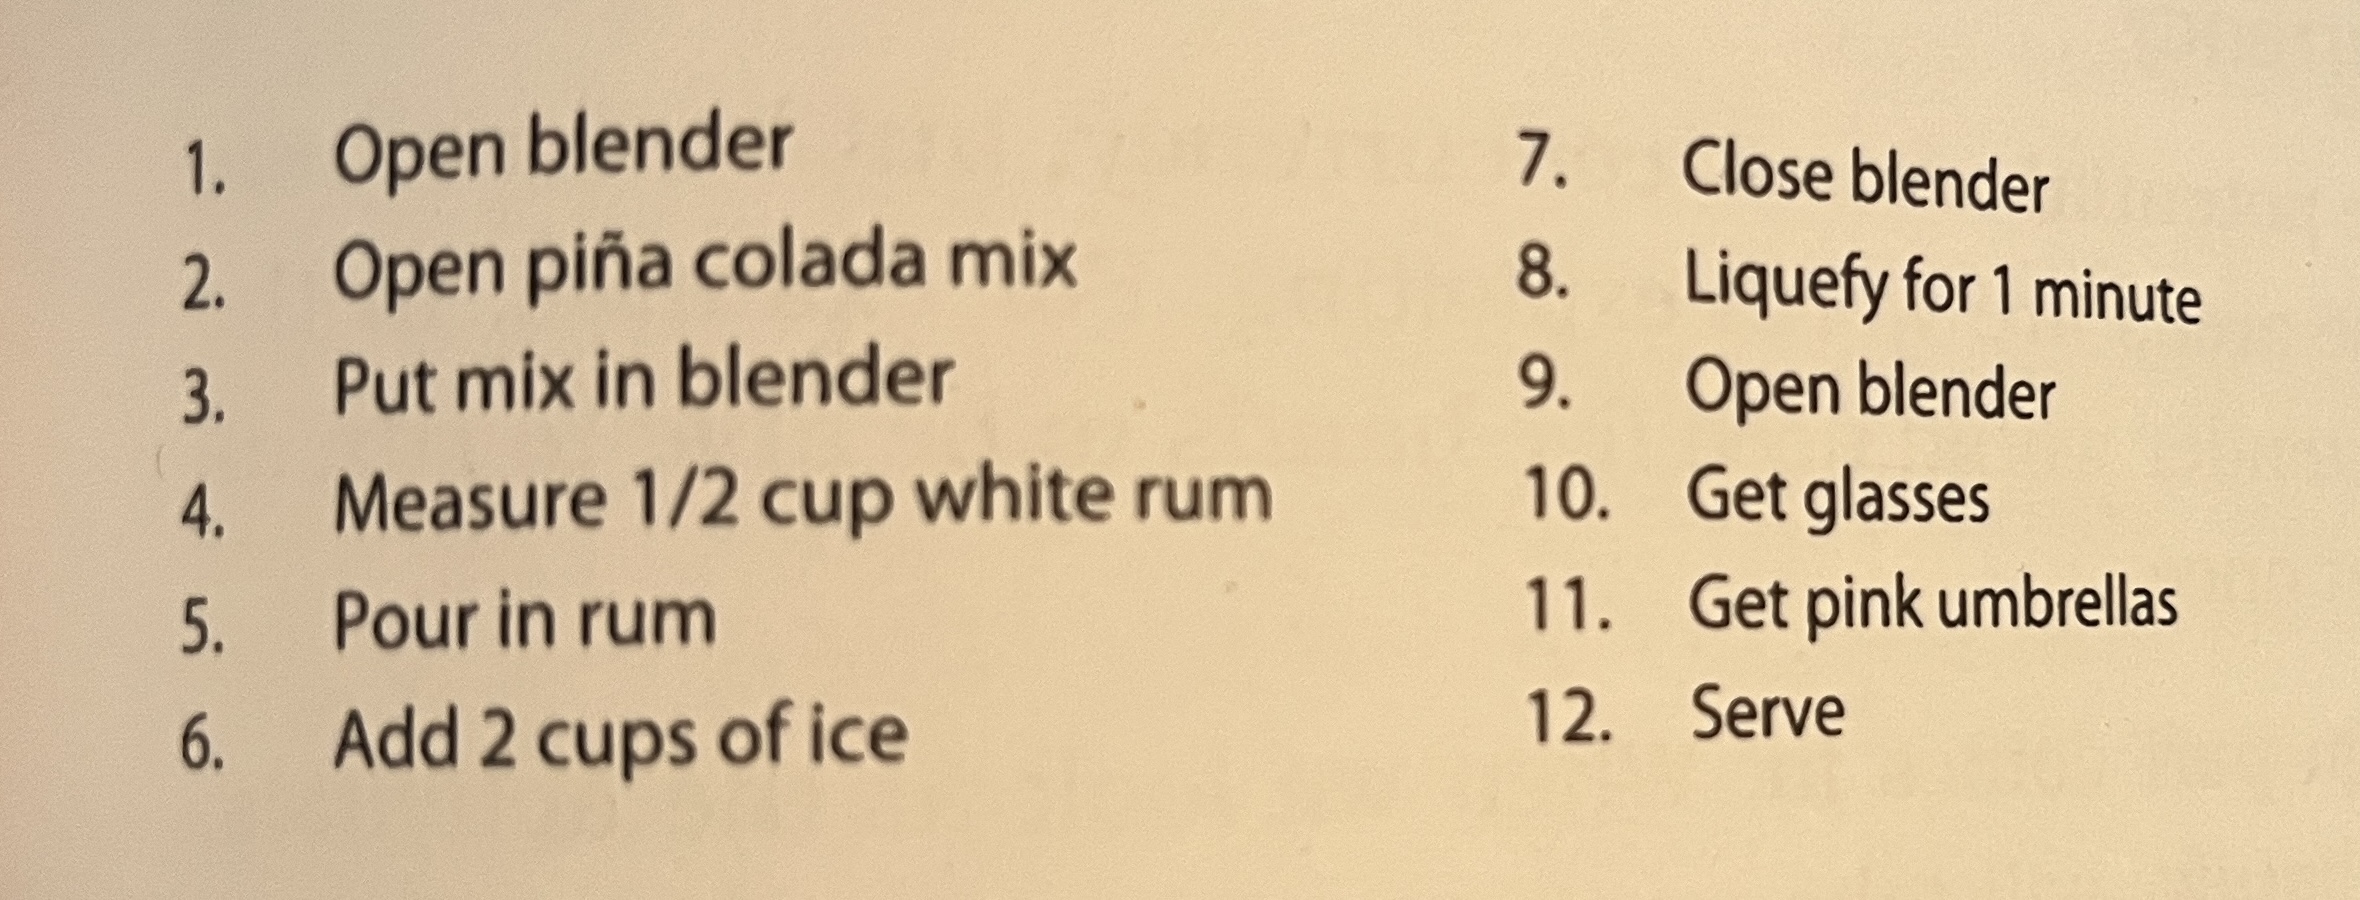 1. Open blender
2. Open piña colada mix
3. Put mix in blender
4. Measure 1/2 cup white rum
5. Pour in rum
6. Add 2 cups of ice
7. Close blender
8. Liquefy for 1 minute
9. Open blender
10. Get glasses
11. Get pink umbrellas
12. Serve